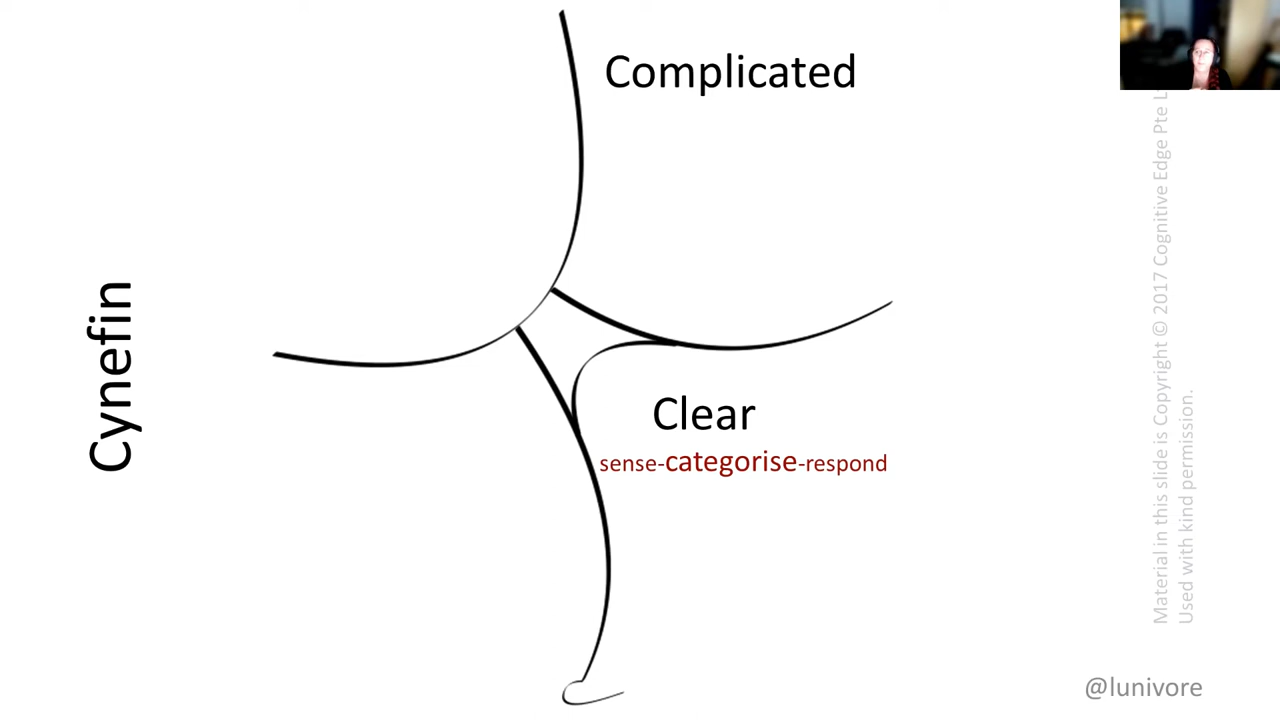 Complicated
Cynefin
Clear
sense-categorise-respond
Material in this slide is Copyright © 2017 Cognitive Edge Pte
Used with kind permission.
@lunivore